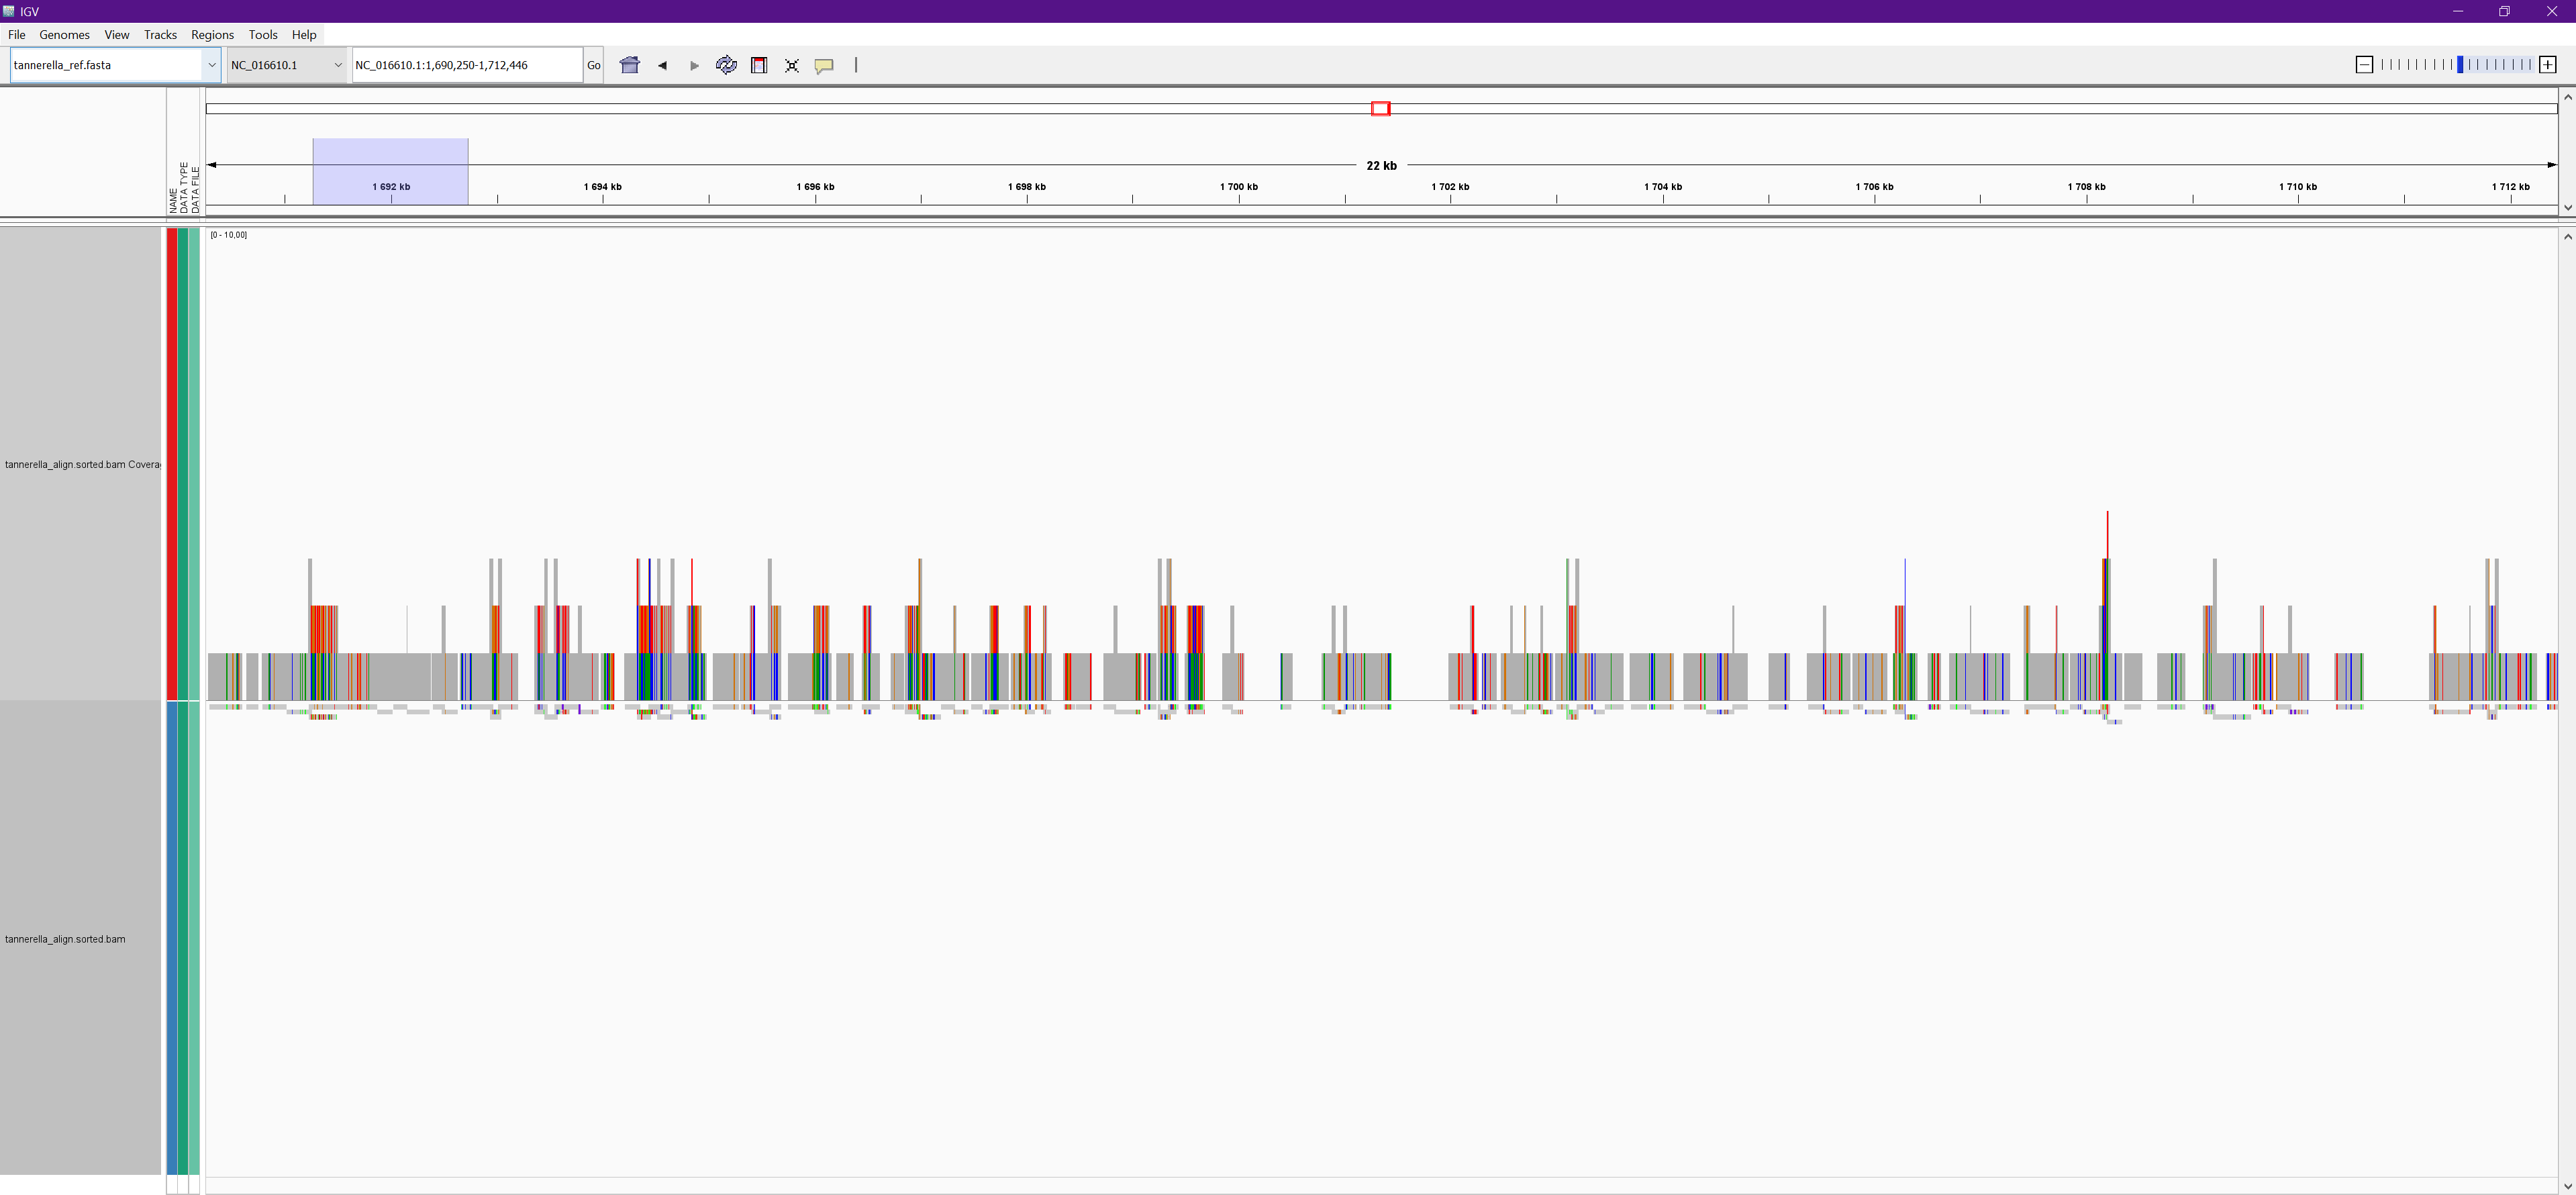 IGV
File Genomes View Tracks Regions Tools Help
tannerella_ref.fasta NC_016610.1 NC_016610.1:1,690,250-1,712,446 Go
NAME
DATA TYPE
DATA FILE
22 kb
1 692 kb 1 694 kb 1 696 kb 1 698 kb 1 700 kb 1 702 kb 1 704 kb 1 706 kb 1 708 kb 1 710 kb 1 712 kb
[0 - 10,00]
tannerella_align.sorted.bam Covera
tannerella_align.sorted.bam